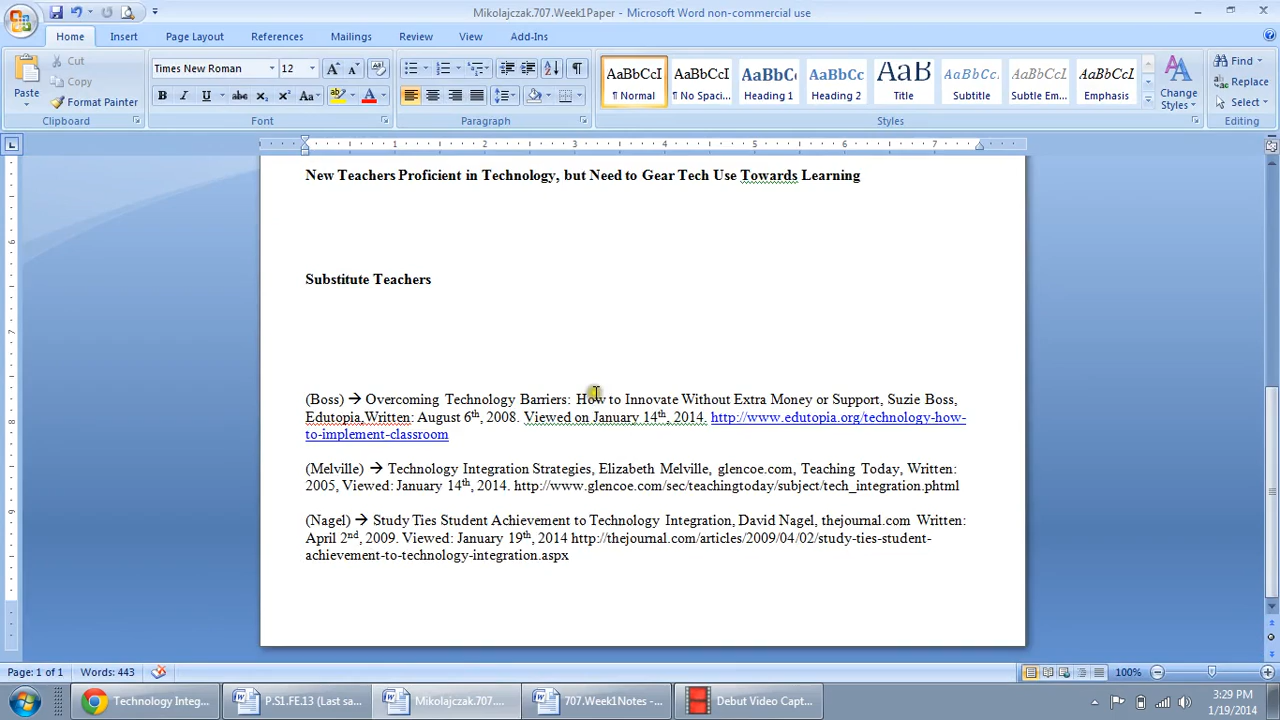 Mikolajczak.707.Week1Paper - Microsoft Word non-commercial use
Home Insert Page Layout References Mailings Review View Add-Ins
Paste
Cut
Copy
Format Painter
Clipboard
Times New Roman 12
Font
Paragraph
AaBbCcI AaBbCcI AaBbC AaBbCc AaB AaBbCcI AaBbCcI AaBbCcI
¶ Normal ¶ No Spaci... Heading 1 Heading 2 Title Subtitle Subtle Em... Emphasis
Change Styles
Styles
Find
Replace
Select
Editing
1 2 3 4 5 6 7
New Teachers Proficient in Technology, but Need to Gear Tech Use Towards Learning
Substitute Teachers
(Boss) → Overcoming Technology Barriers: How to Innovate Without Extra Money or Support, Suzie Boss,
Edutopia,Written: August 6th, 2008. Viewed on January 14th, 2014. http://www.edutopia.org/technology-how-
to-implement-classroom
(Melville) → Technology Integration Strategies, Elizabeth Melville, glencoe.com, Teaching Today, Written:
2005, Viewed: January 14th, 2014. http://www.glencoe.com/sec/teachingtoday/subject/tech_integration.phtml
(Nagel) → Study Ties Student Achievement to Technology Integration, David Nagel, thejournal.com Written:
April 2nd, 2009. Viewed: January 19th, 2014 http://thejournal.com/articles/2009/04/02/study-ties-student-
achievement-to-technology-integration.aspx
Page: 1 of 1 Words: 443 100%
Technology Integ... P.S1.FE.13 (Last sa... Mikolajczak.707.... 707.Week1Notes - ... Debut Video Capt...
3:29 PM
1/19/2014